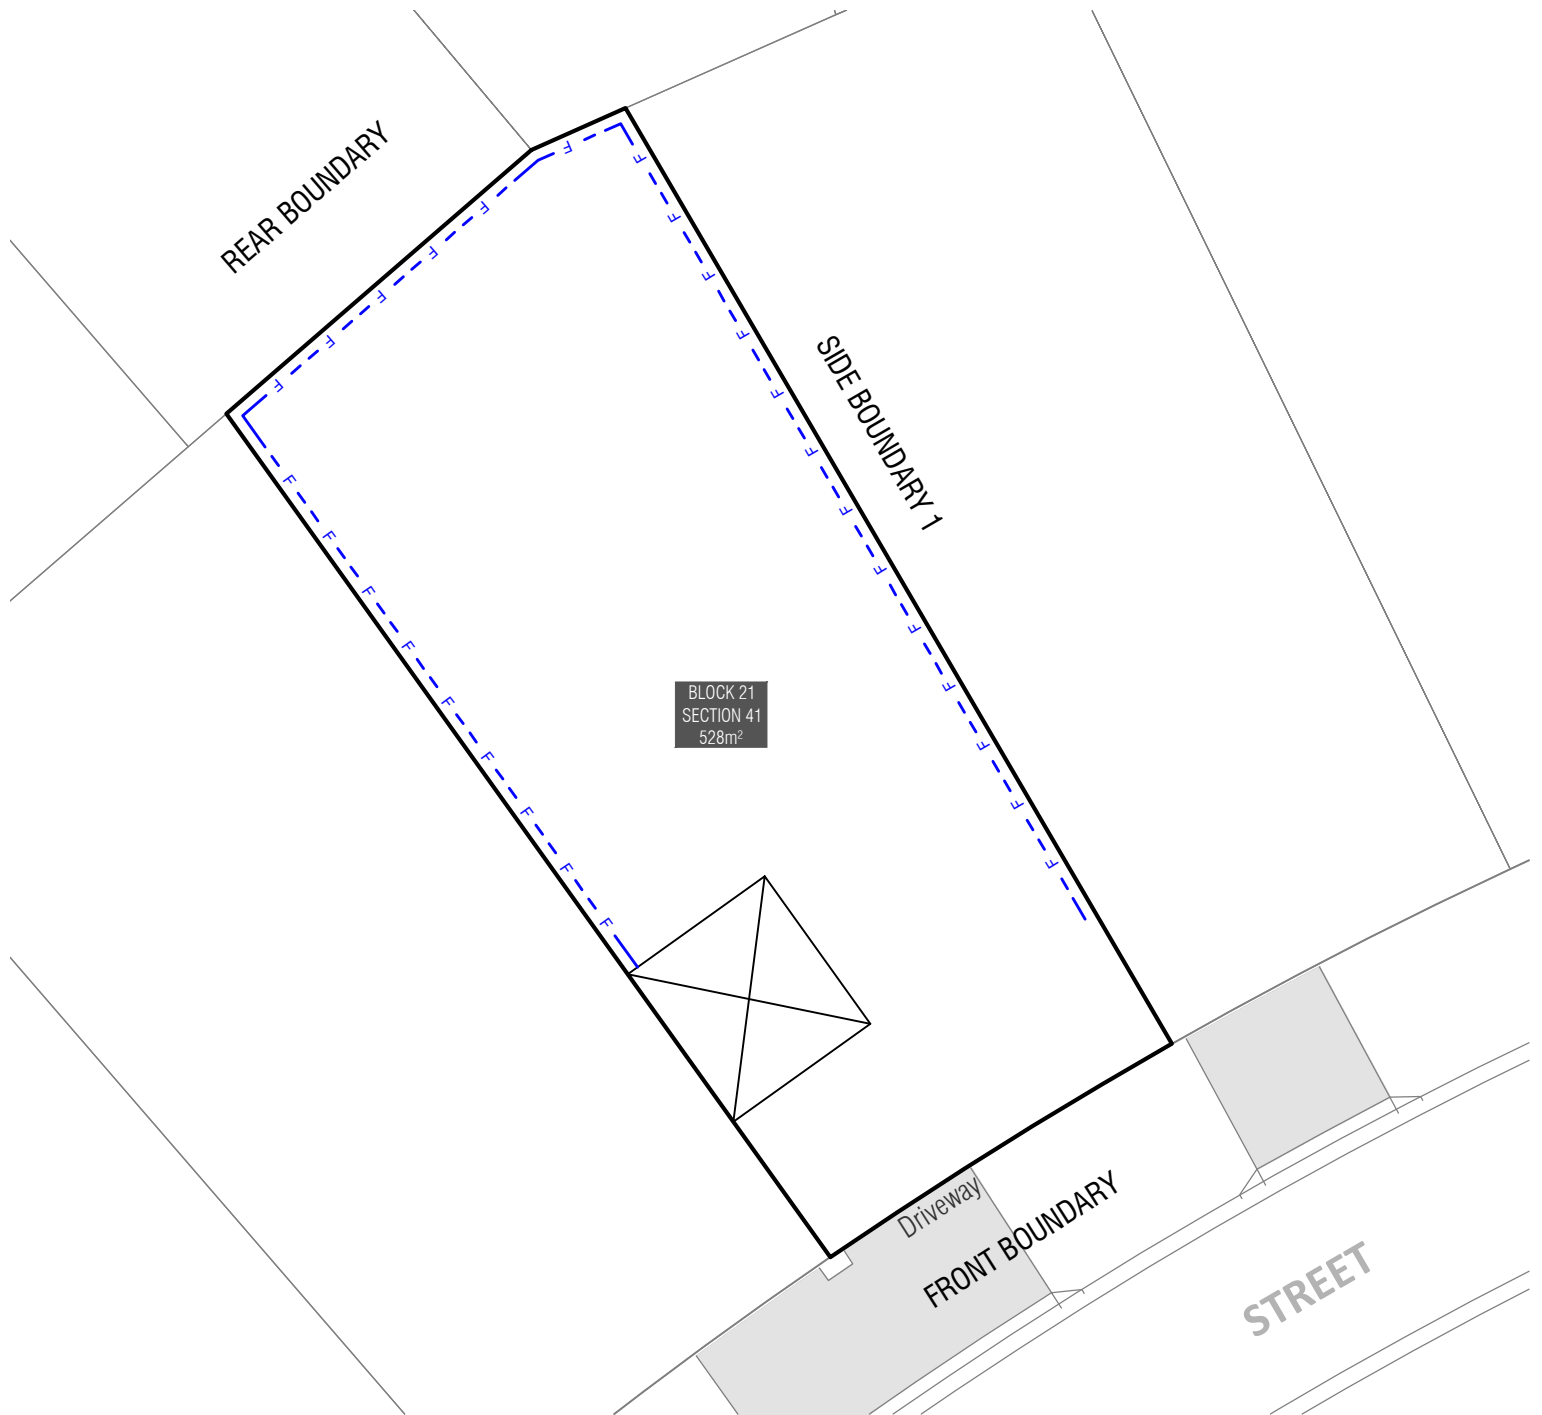 REAR BOUNDARY
SIDE BOUNDARY 1
BLOCK 21
SECTION 41
528m²
Driveway
FRONT BOUNDARY
STREET
F F F F F F F
F F F F F F F F F F F F F
F F F F F F F F F